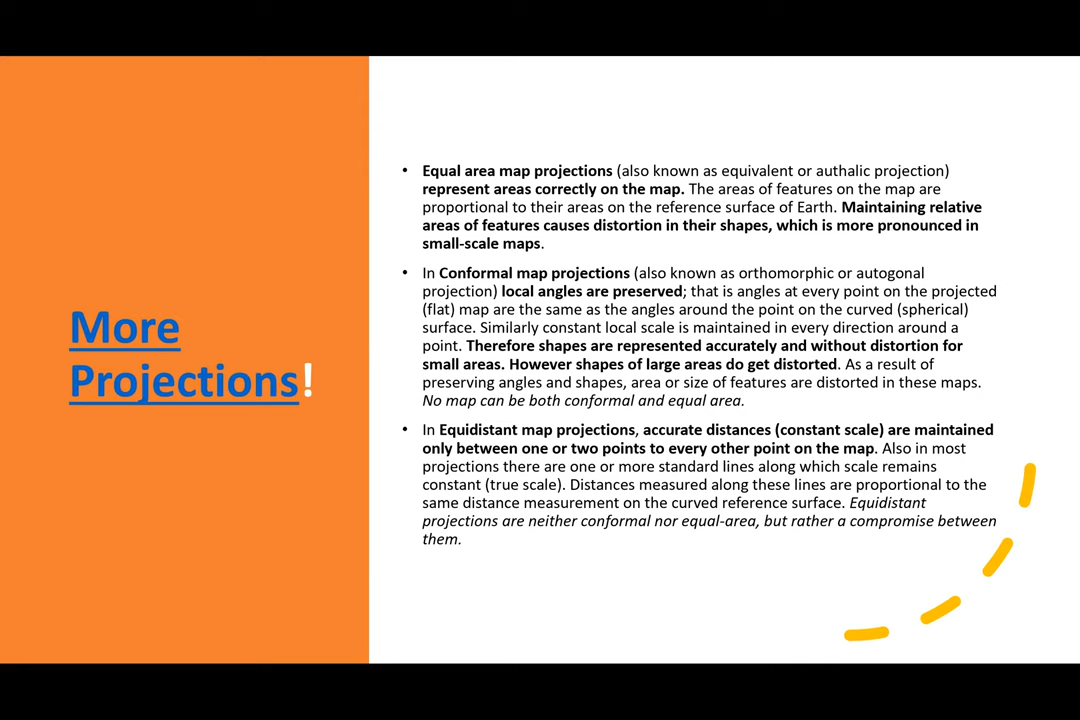 More
Projections!
• Equal area map projections (also known as equivalent or authalic projection)
represent areas correctly on the map. The areas of features on the map are
proportional to their areas on the reference surface of Earth. Maintaining relative
areas of features causes distortion in their shapes, which is more pronounced in
small-scale maps.
• In Conformal map projections (also known as orthomorphic or autogonal
projection) local angles are preserved; that is angles at every point on the projected
(flat) map are the same as the angles around the point on the curved (spherical)
surface. Similarly constant local scale is maintained in every direction around a
point. Therefore shapes are represented accurately and without distortion for
small areas. However shapes of large areas do get distorted. As a result of
preserving angles and shapes, area or size of features are distorted in these maps.
No map can be both conformal and equal area.
• In Equidistant map projections, accurate distances (constant scale) are maintained
only between one or two points to every other point on the map. Also in most
projections there are one or more standard lines along which scale remains
constant (true scale). Distances measured along these lines are proportional to the
same distance measurement on the curved reference surface. Equidistant
projections are neither conformal nor equal-area, but rather a compromise between
them.